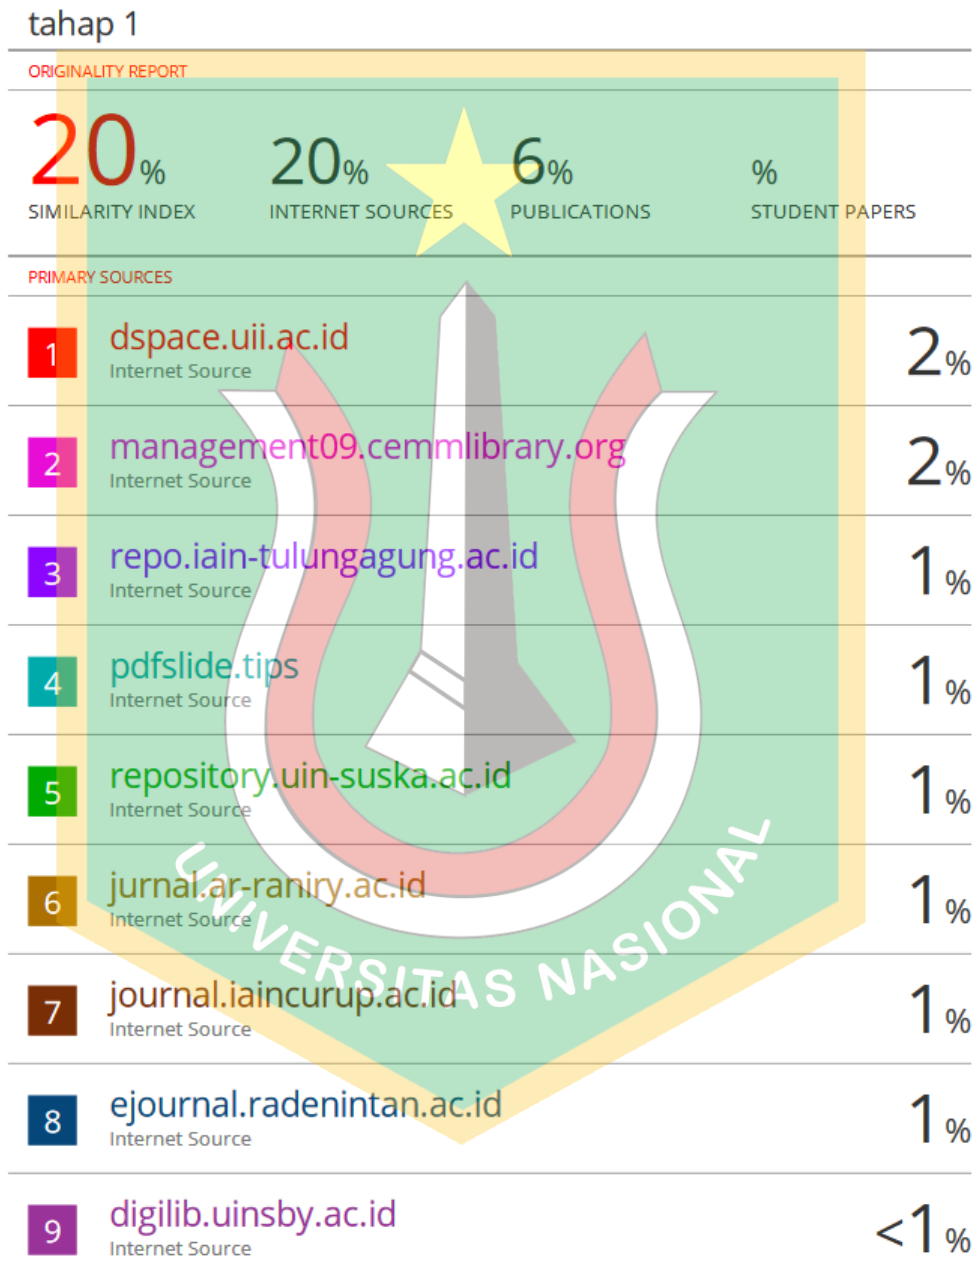 tahap 1
ORIGINALITY REPORT
20% 20% 6% %
SIMILARITY INDEX INTERNET SOURCES PUBLICATIONS STUDENT PAPERS
PRIMARY SOURCES
1 dspace.uii.ac.id 2%
Internet Source
2 management09.cemmlibrary.org 2%
Internet Source
3 repo.iain-tulungagung.ac.id 1%
Internet Source
4 pdfslide.tips 1%
Internet Source
5 repository.uin-suska.ac.id 1%
Internet Source
6 jurnal.ar-raniry.ac.id 1%
Internet Source
7 journal.iaincurup.ac.id 1%
Internet Source
8 ejournal.radenintan.ac.id 1%
Internet Source
9 digilib.uinsby.ac.id <1%
Internet Source
UNIVERSITAS NASIONAL